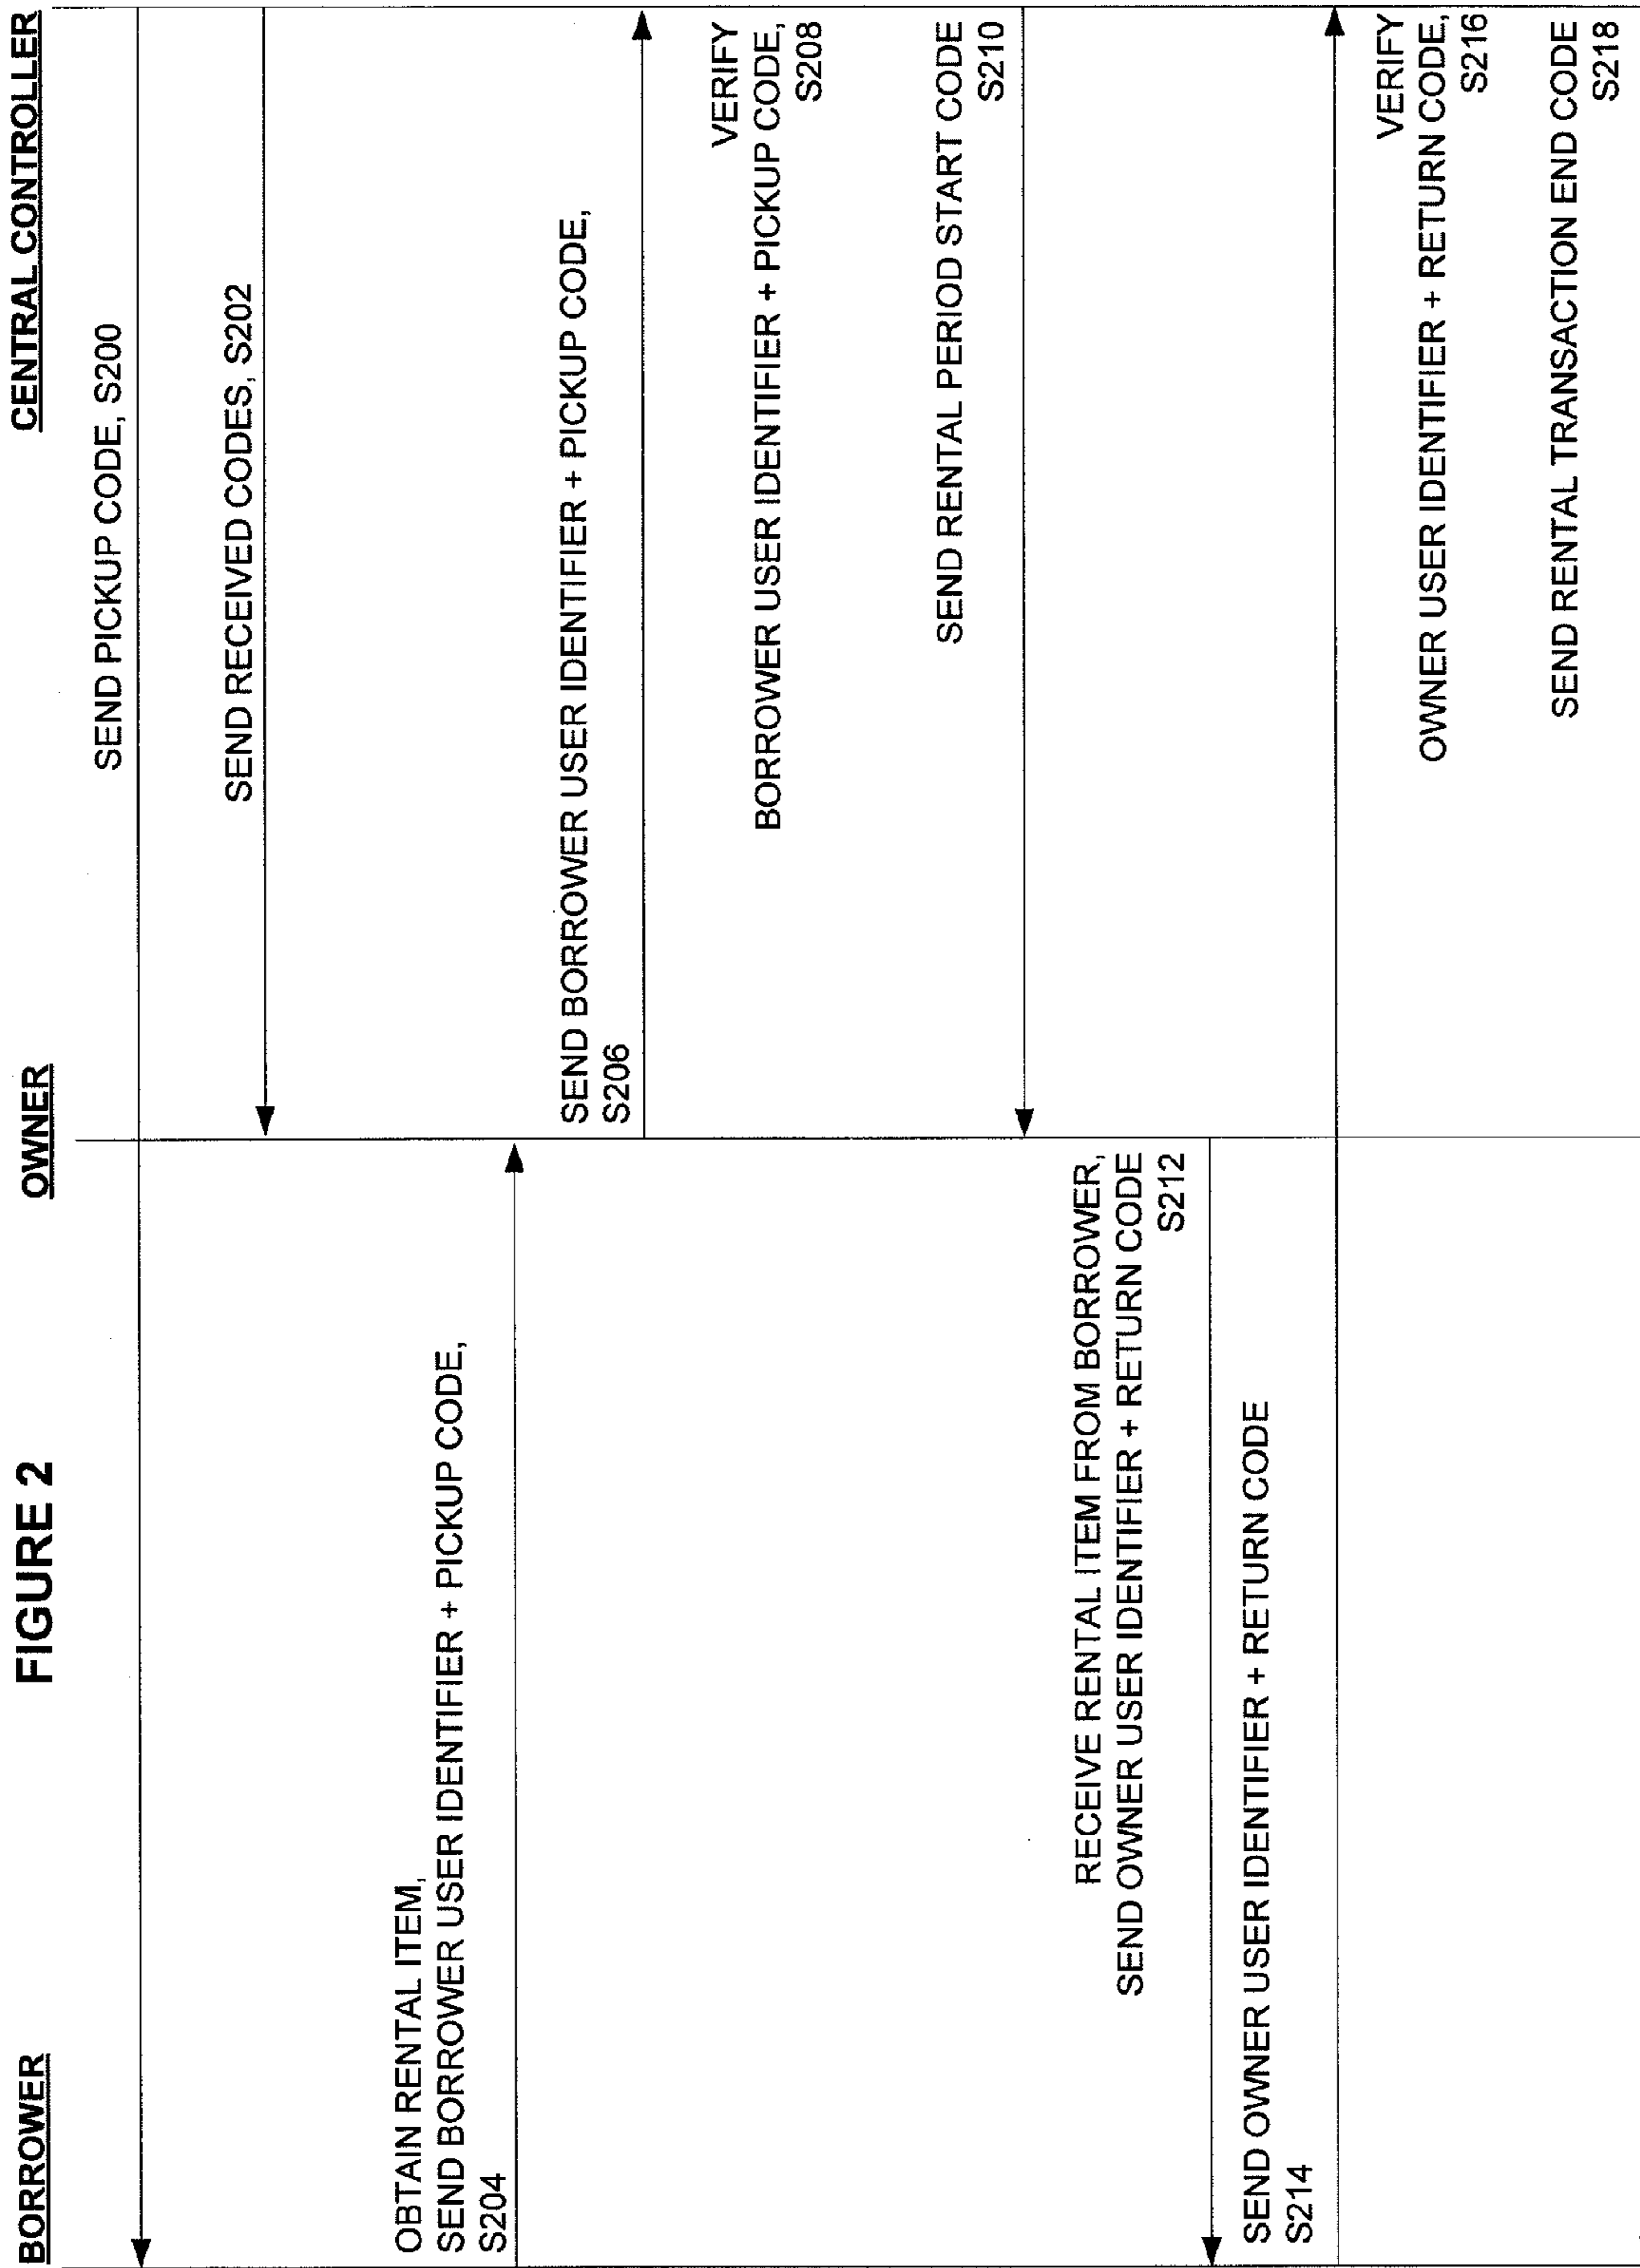 FIGURE 2
BORROWER
OWNER
CENTRAL CONTROLLER
SEND PICKUP CODE, S200
SEND RECEIVED CODES, S202
OBTAIN RENTAL ITEM,
SEND BORROWER USER IDENTIFIER + PICKUP CODE,
S204
SEND BORROWER USER IDENTIFIER + PICKUP CODE,
S206
VERIFY
BORROWER USER IDENTIFIER + PICKUP CODE,
S208
SEND RENTAL PERIOD START CODE
S210
RECEIVE RENTAL ITEM FROM BORROWER,
SEND OWNER USER IDENTIFIER + RETURN CODE
S212
SEND OWNER USER IDENTIFIER + RETURN CODE
S214
VERIFY
OWNER USER IDENTIFIER + RETURN CODE,
S216
SEND RENTAL TRANSACTION END CODE
S218